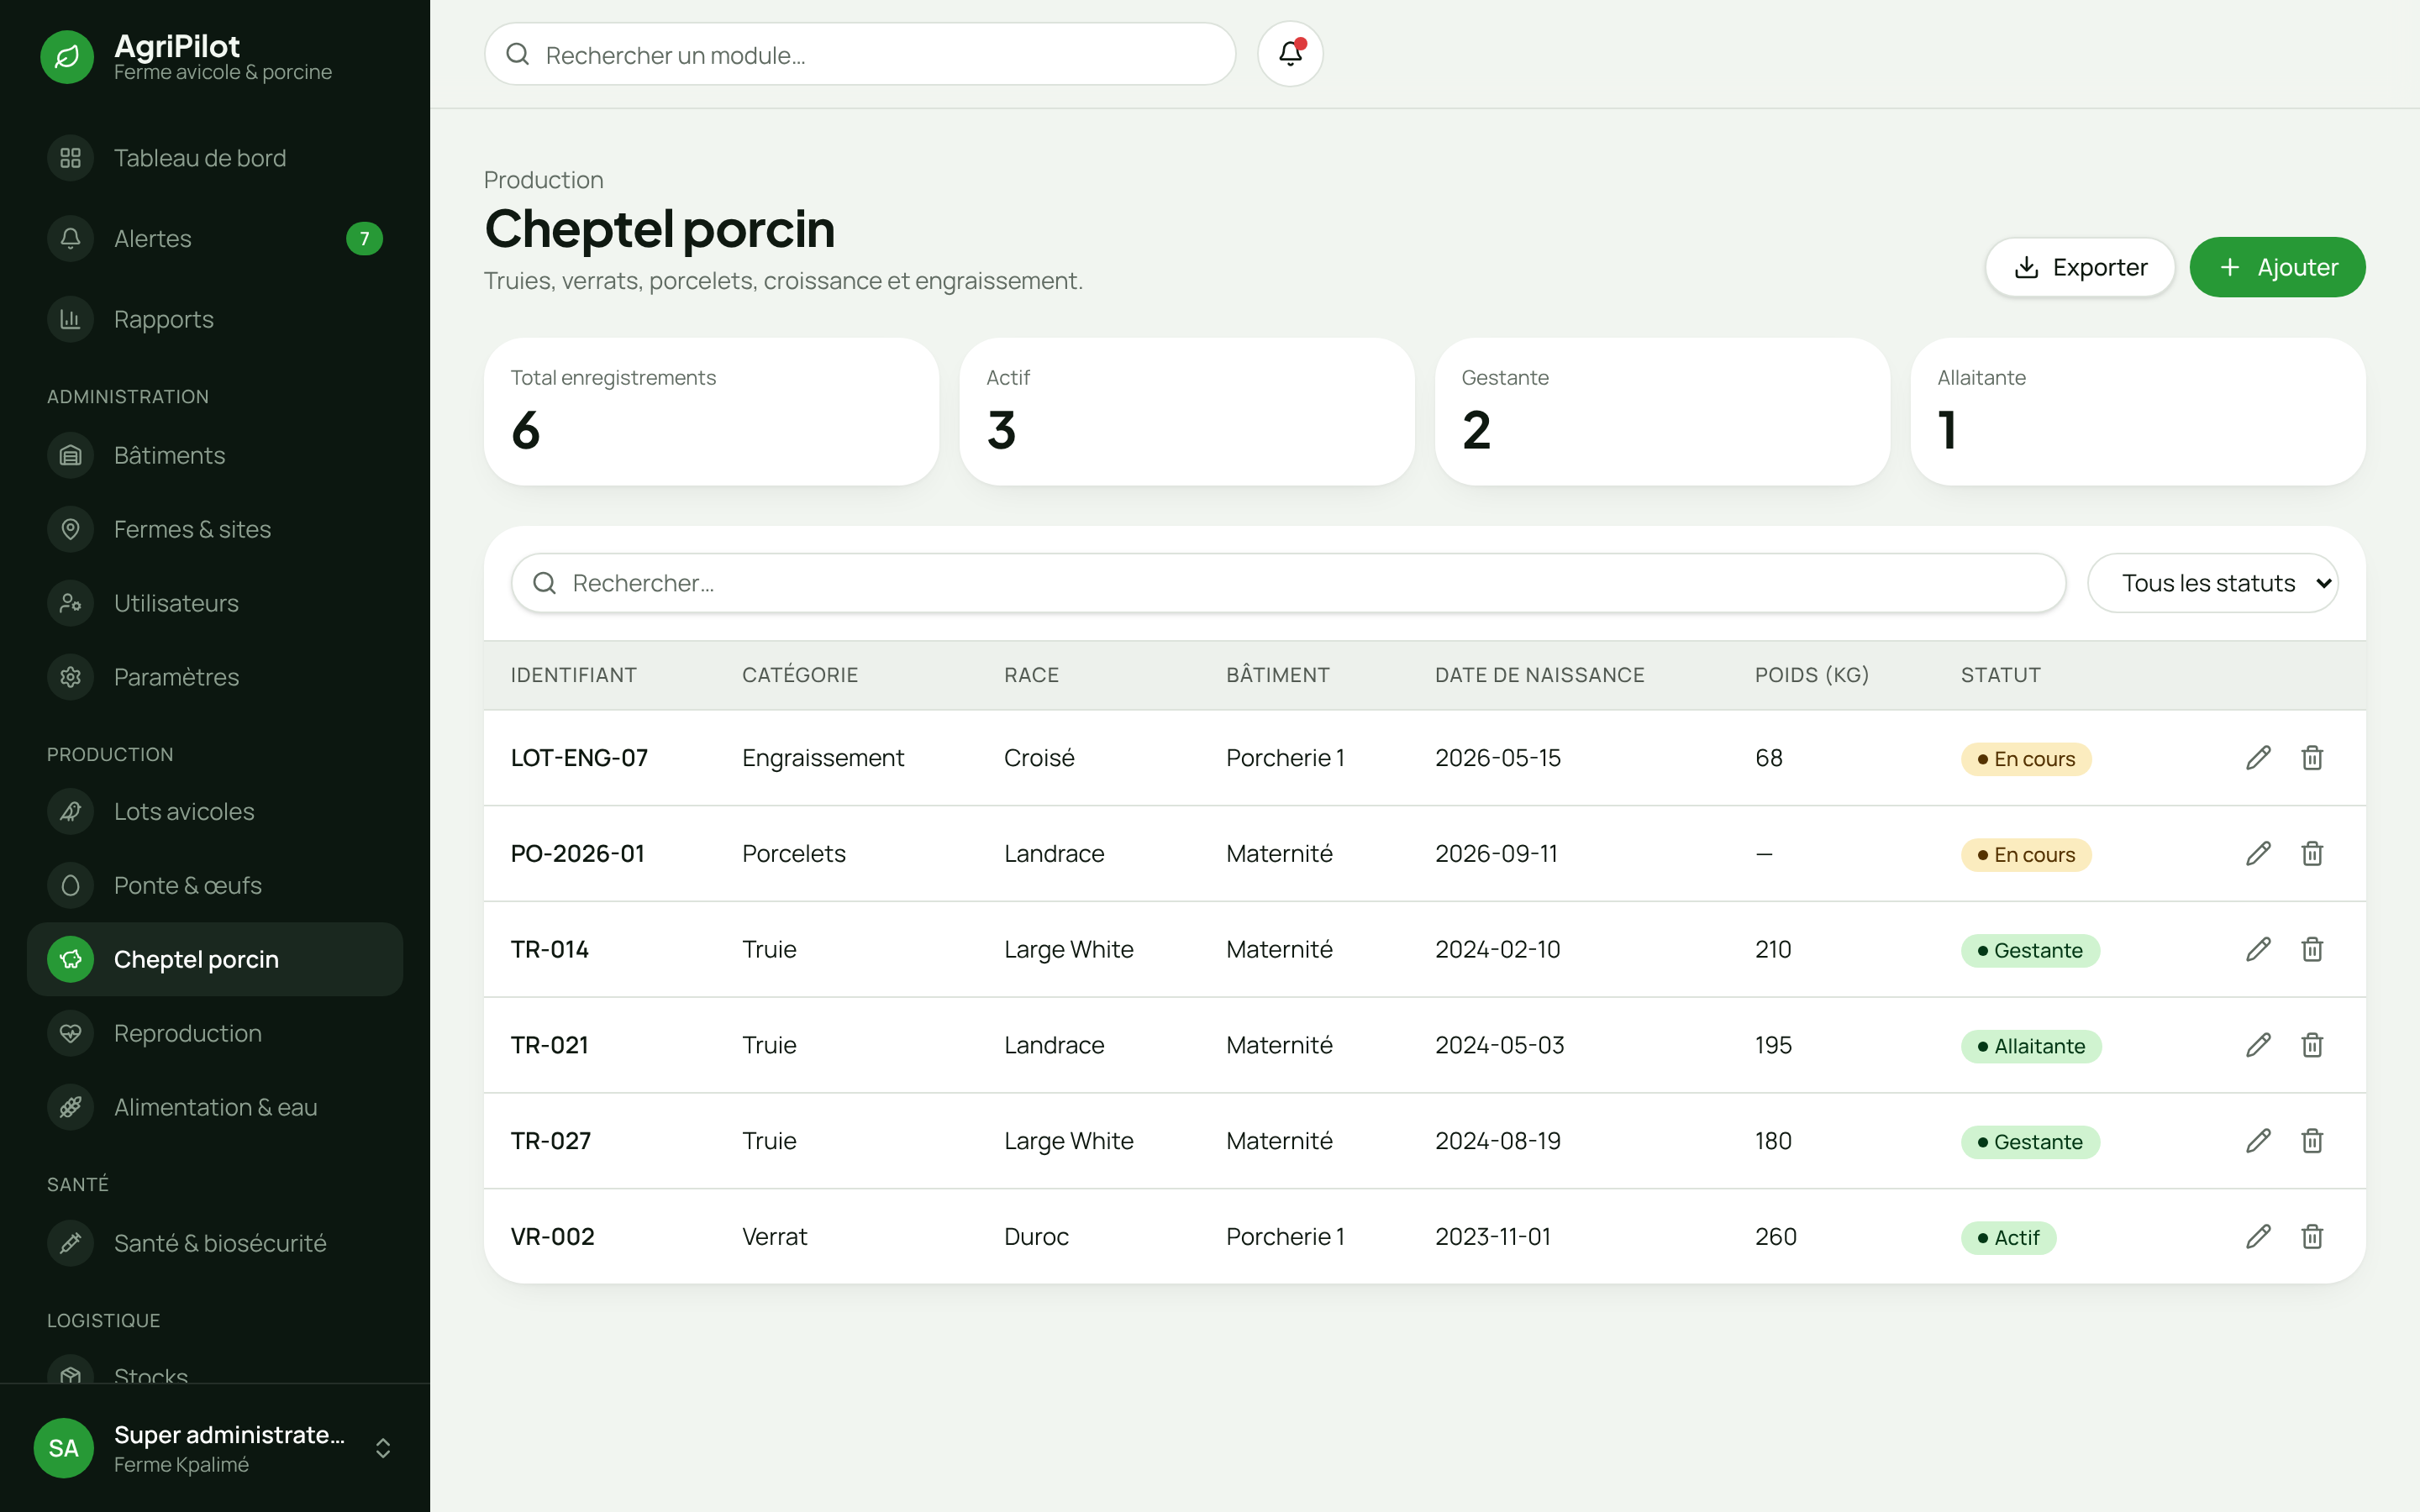 AgriPilot
Ferme avicole & porcine
Tableau de bord
Alertes 7
Rapports
ADMINISTRATION
Bâtiments
Fermes & sites
Utilisateurs
Paramètres
PRODUCTION
Lots avicoles
Ponte & œufs
Cheptel porcin
Reproduction
Alimentation & eau
SANTÉ
Santé & biosécurité
LOGISTIQUE
Stocks
SA
Super administrate...
Ferme Kpalimé
Rechercher un module...
Production
Cheptel porcin
Truies, verrats, porcelets, croissance et engraissement.
Exporter
Ajouter
Total enregistrements
6
Actif
3
Gestante
2
Allaitante
1
Rechercher...
Tous les statuts
IDENTIFIANT CATÉGORIE RACE BÂTIMENT DATE DE NAISSANCE POIDS (KG) STATUT
LOT-ENG-07 Engraissement Croisé Porcherie 1 2026-05-15 68 En cours
PO-2026-01 Porcelets Landrace Maternité 2026-09-11 — En cours
TR-014 Truie Large White Maternité 2024-02-10 210 Gestante
TR-021 Truie Landrace Maternité 2024-05-03 195 Allaitante
TR-027 Truie Large White Maternité 2024-08-19 180 Gestante
VR-002 Verrat Duroc Porcherie 1 2023-11-01 260 Actif